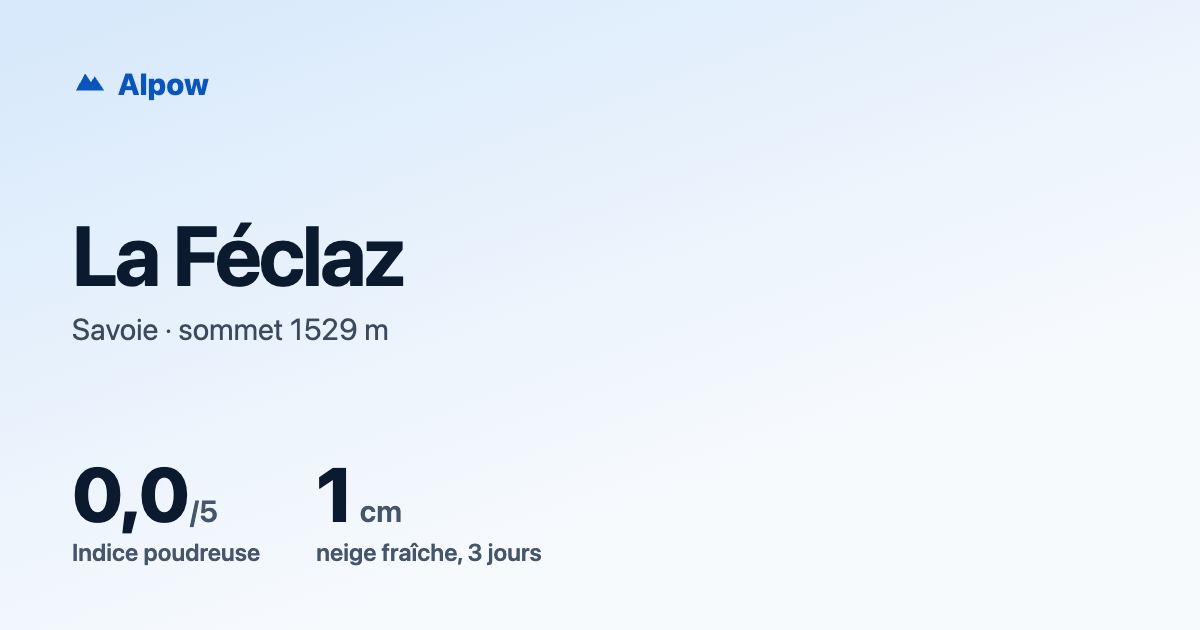 Alpow
La Féclaz
Savoie · sommet 1529 m
0,0/5
Indice poudreuse
1 cm
neige fraîche, 3 jours